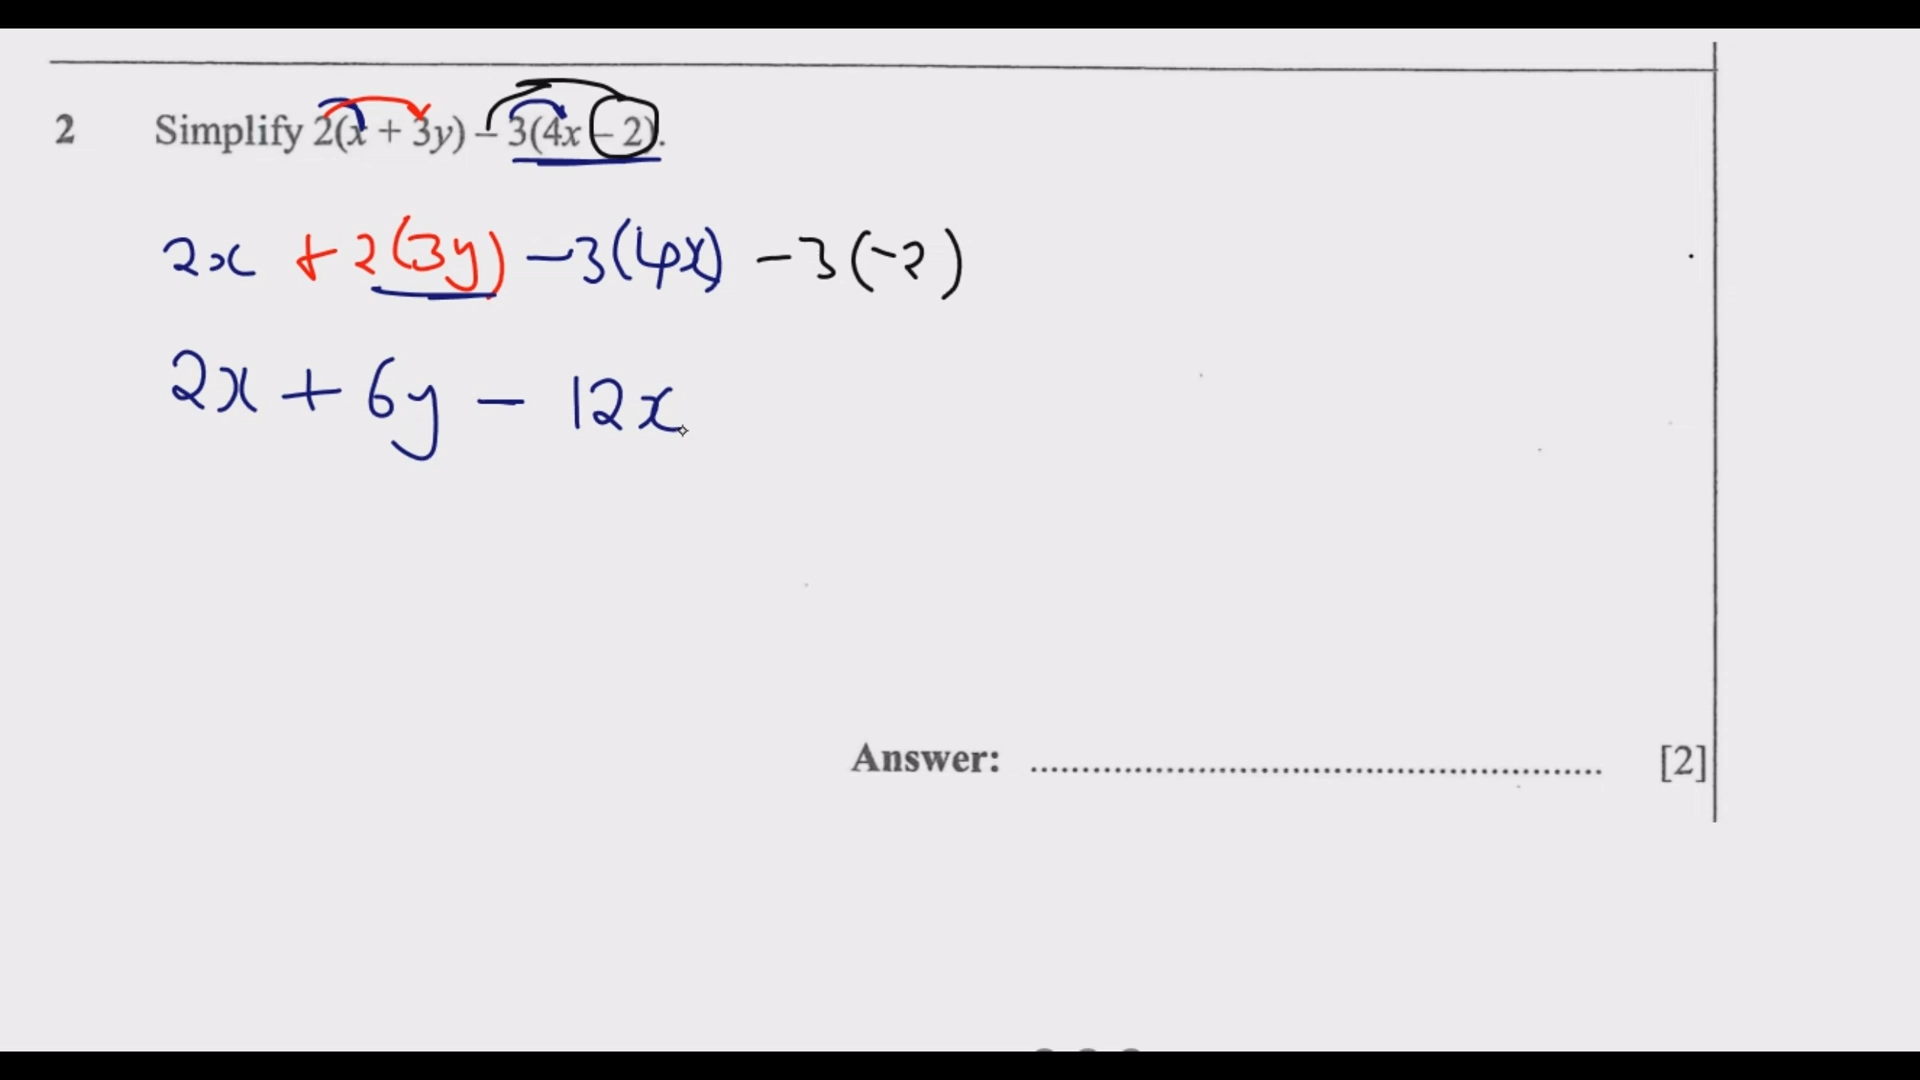 2 Simplify 2(x + 3y) – 3(4x – 2).
2x + 2(3y) – 3(4x) – 3(-2)
2x + 6y – 12x
Answer: ........................................................ [2]